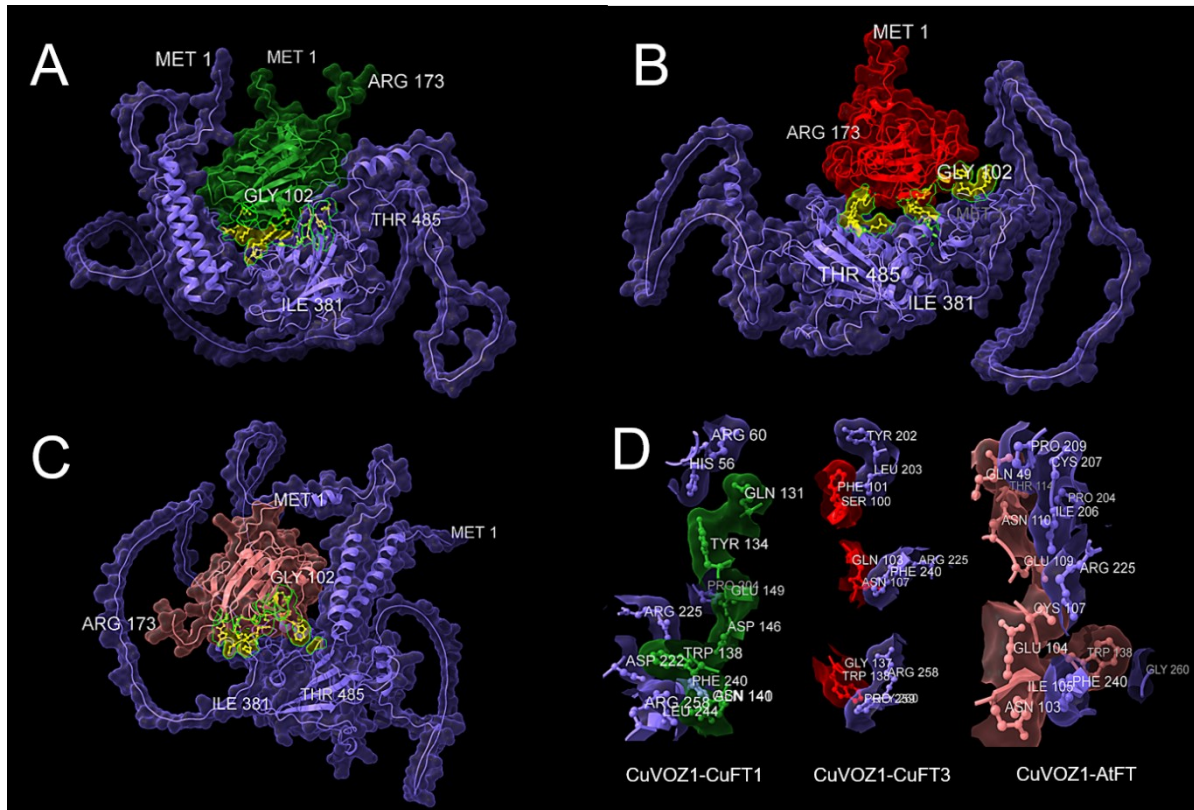 A
MET 1
MET 1
ARG 173
GLY 102
THR 485
ILE 381
B
MET 1
ARG 173
GLY 102
THR 485
ILE 381
C
MET 1
MET 1
GLY 102
ARG 173
THR 485
ILE 381
D
ARG 60
HIS 56
GLN 131
TYR 134
PRO 204
GLU 149
ARG 225
ASP 146
ASP 222
TRP 138
PHE 240
ARG 258
LEU 244
CuVOZ1-CuFT1
TYR 202
LEU 203
PHE 101
SER 100
GLN 103
ARG 225
PHE 240
ASN 107
GLY 137
ARG 258
TRP 138
CuVOZ1-CuFT3
PRO 209
GLN 49
CYS 207
THR 114
PRO 204
ASN 110
ILE 206
GLU 109
ARG 225
CYS 107
GLU 104
TRP 138
PHE 240
GLY 260
ILE 105
ASN 103
CuVOZ1-AtFT